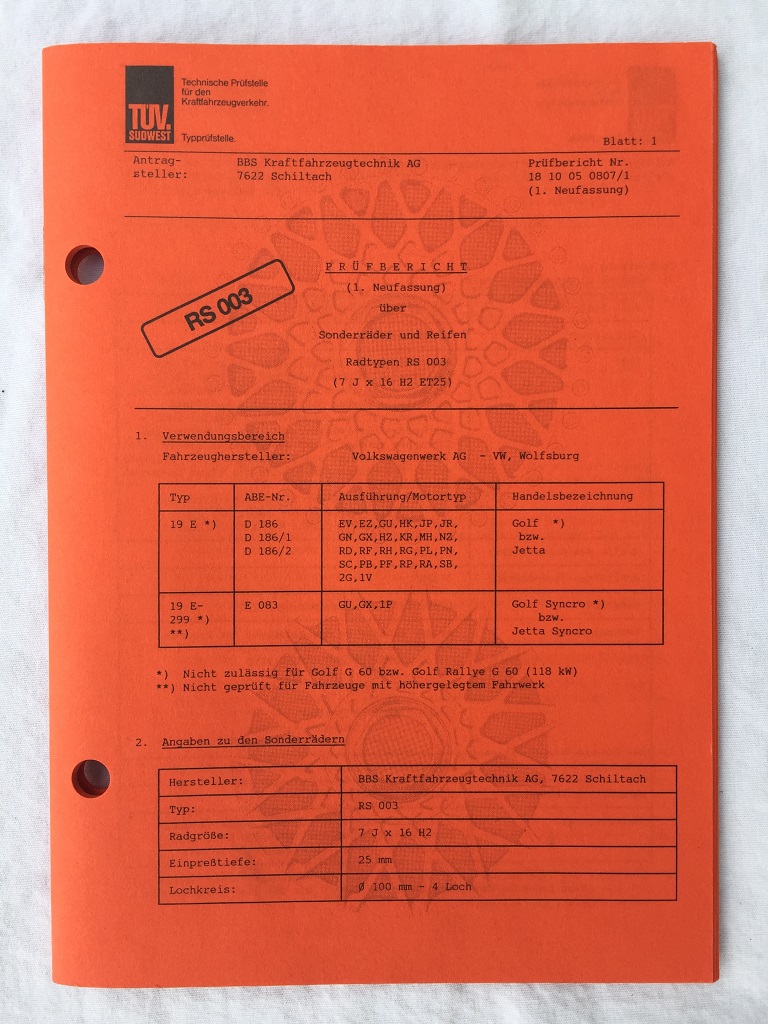 TÜV.
SÜDWEST
Technische Prüfstelle
für den
Kraftfahrzeugverkehr.
Typprüfstelle.
Blatt: 1
Antrag- BBS Kraftfahrzeugtechnik AG Prüfbericht Nr.
steller: 7622 Schiltach 18 10 05 0807/1
(1. Neufassung)
RS 003
P R Ü F B E R I C H T
(1. Neufassung)
über
Sonderräder und Reifen
Radtypen RS 003
(7 J x 16 H2 ET25)
1. Verwendungsbereich
Fahrzeughersteller: Volkswagenwerk AG - VW, Wolfsburg
Typ ABE-Nr. Ausführung/Motortyp Handelsbezeichnung
19 E *) D 186 EV,EZ,GU,HK,JP,JR, Golf *)
D 186/1 GN,GX,HZ,KR,MH,NZ, bzw.
D 186/2 RD,RF,RH,RG,PL,PN, Jetta
SC,PB,PF,RP,RA,SB,
2G,1V
19 E- E 083 GU,GX,1P Golf Syncro *)
299 *) bzw.
**) Jetta Syncro
*) Nicht zulässig für Golf G 60 bzw. Golf Rallye G 60 (118 kW)
**) Nicht geprüft für Fahrzeuge mit höhergelegtem Fahrwerk
2. Angaben zu den Sonderrädern
Hersteller: BBS Kraftfahrzeugtechnik AG, 7622 Schiltach
Typ: RS 003
Radgröße: 7 J x 16 H2
Einpreßtiefe: 25 mm
Lochkreis: Ø 100 mm - 4 Loch